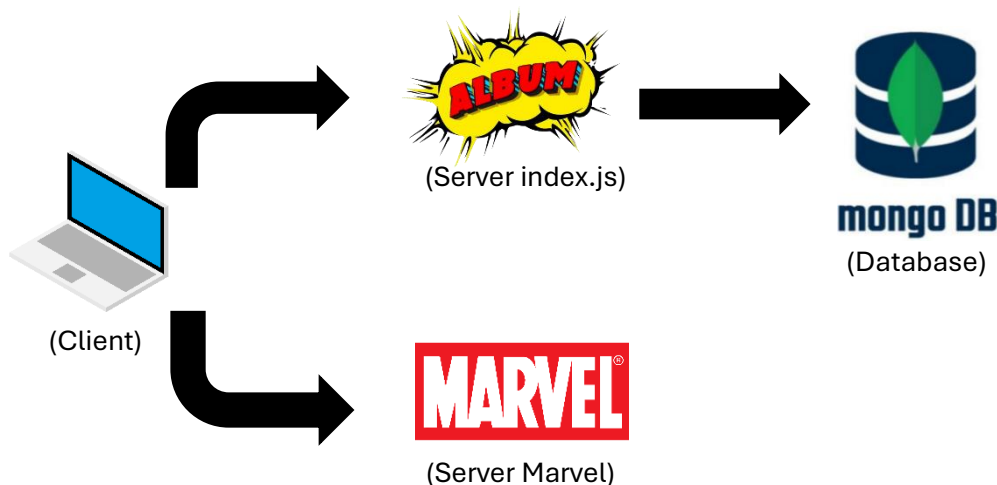 ALBUM
(Server index.js)
mongo DB
(Database)
(Client)
MARVEL®
(Server Marvel)